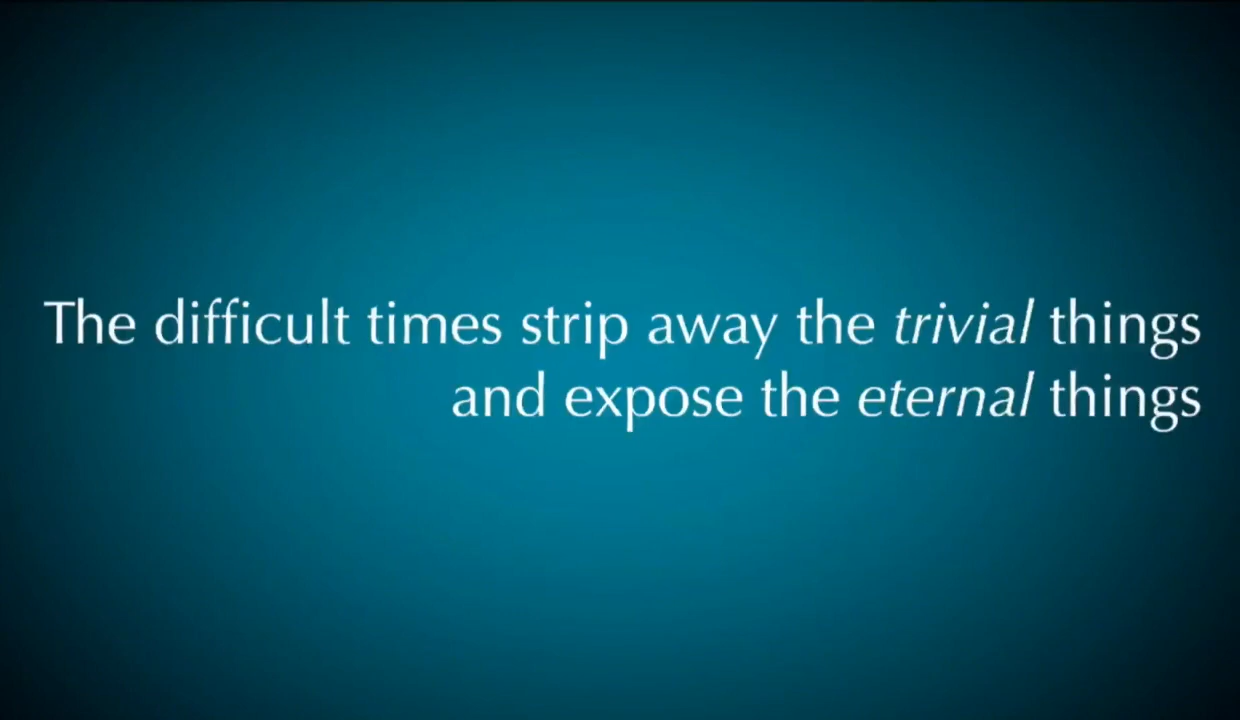 The difficult times strip away the trivial things
and expose the eternal things